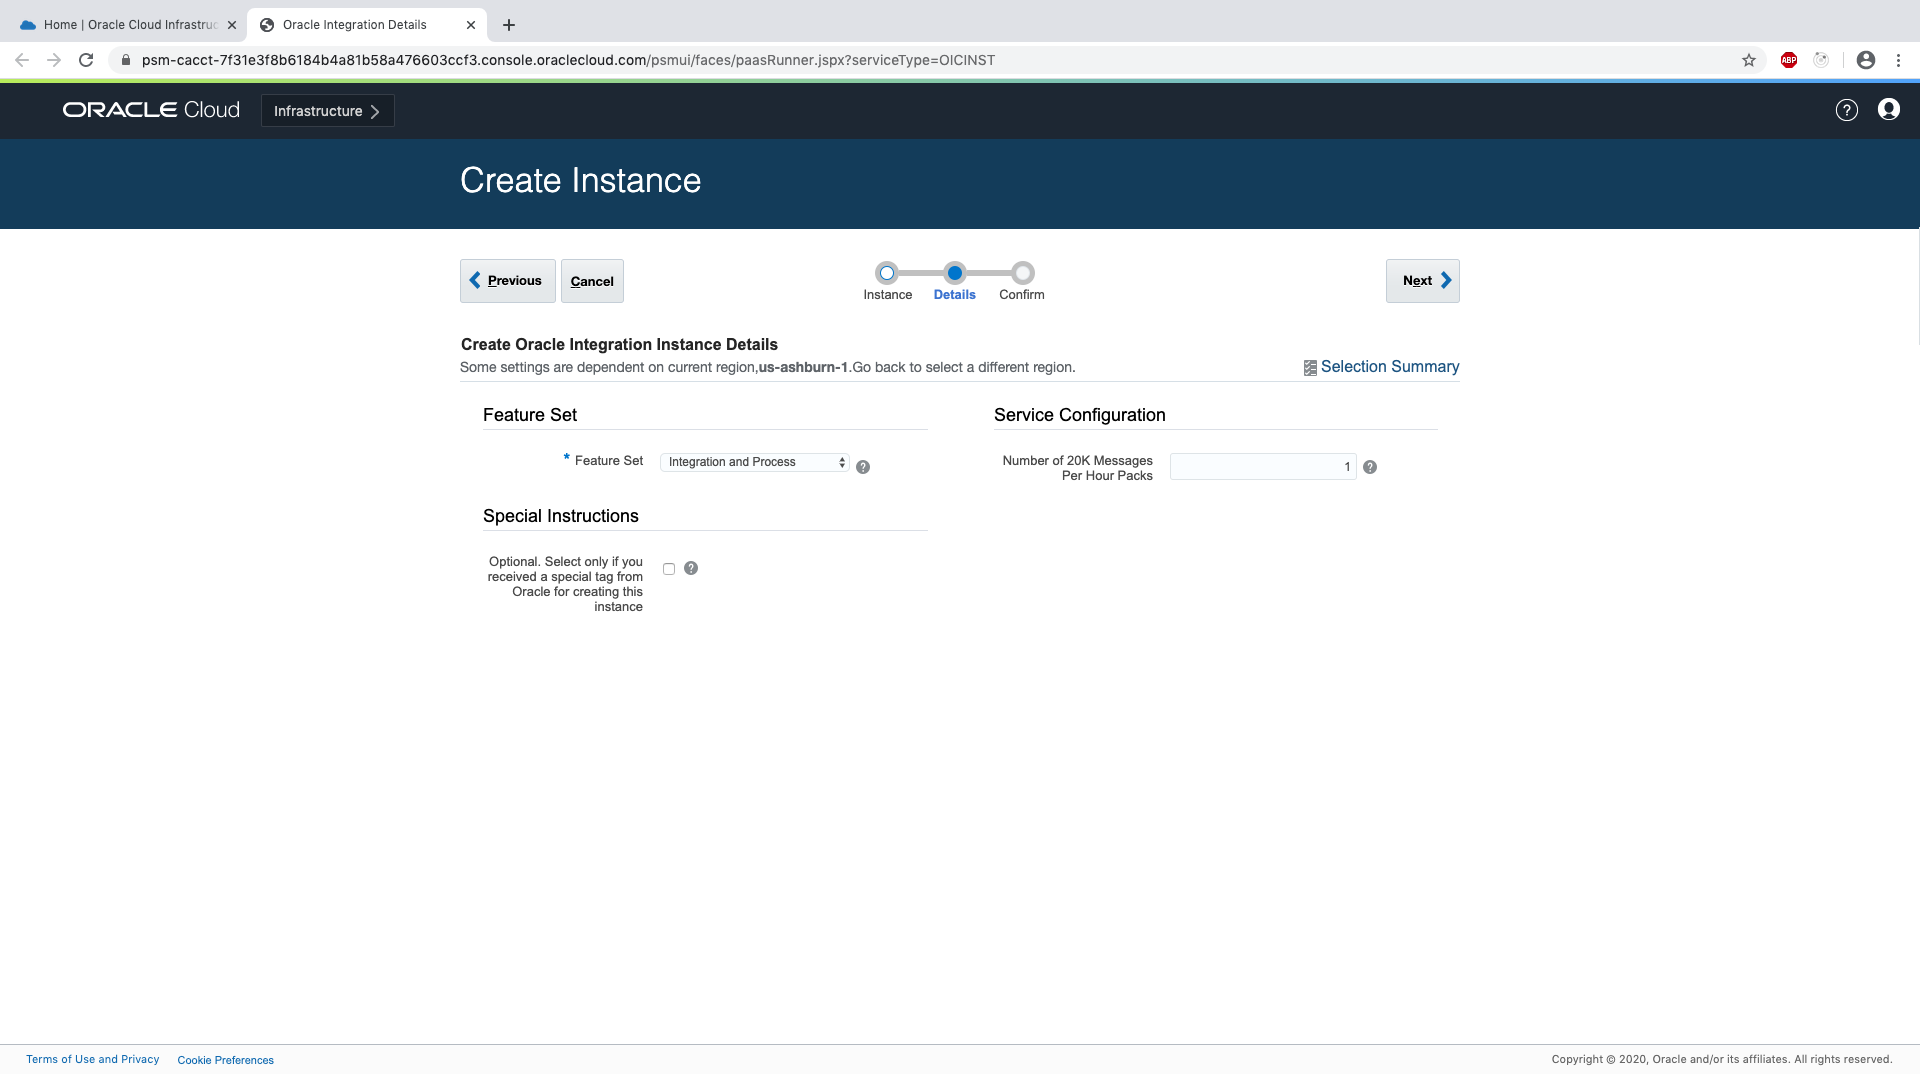 Home | Oracle Cloud Infrastruc
Oracle Integration Details
psm-cacct-7f31e3f8b6184b4a81b58a476603ccf3.console.oraclecloud.com/psmui/faces/paasRunner.jspx?serviceType=OICINST
ABP
ORACLE Cloud
Infrastructure
?
Create Instance
Previous
Cancel
Instance
Details
Confirm
Next
Create Oracle Integration Instance Details
Some settings are dependent on current region,us-ashburn-1.Go back to select a different region.
Selection Summary
Feature Set
Service Configuration
* Feature Set
Integration and Process
?
Number of 20K Messages
Per Hour Packs
1
?
Special Instructions
Optional. Select only if you
received a special tag from
Oracle for creating this
instance
?
Terms of Use and Privacy
Cookie Preferences
Copyright © 2020, Oracle and/or its affiliates. All rights reserved.